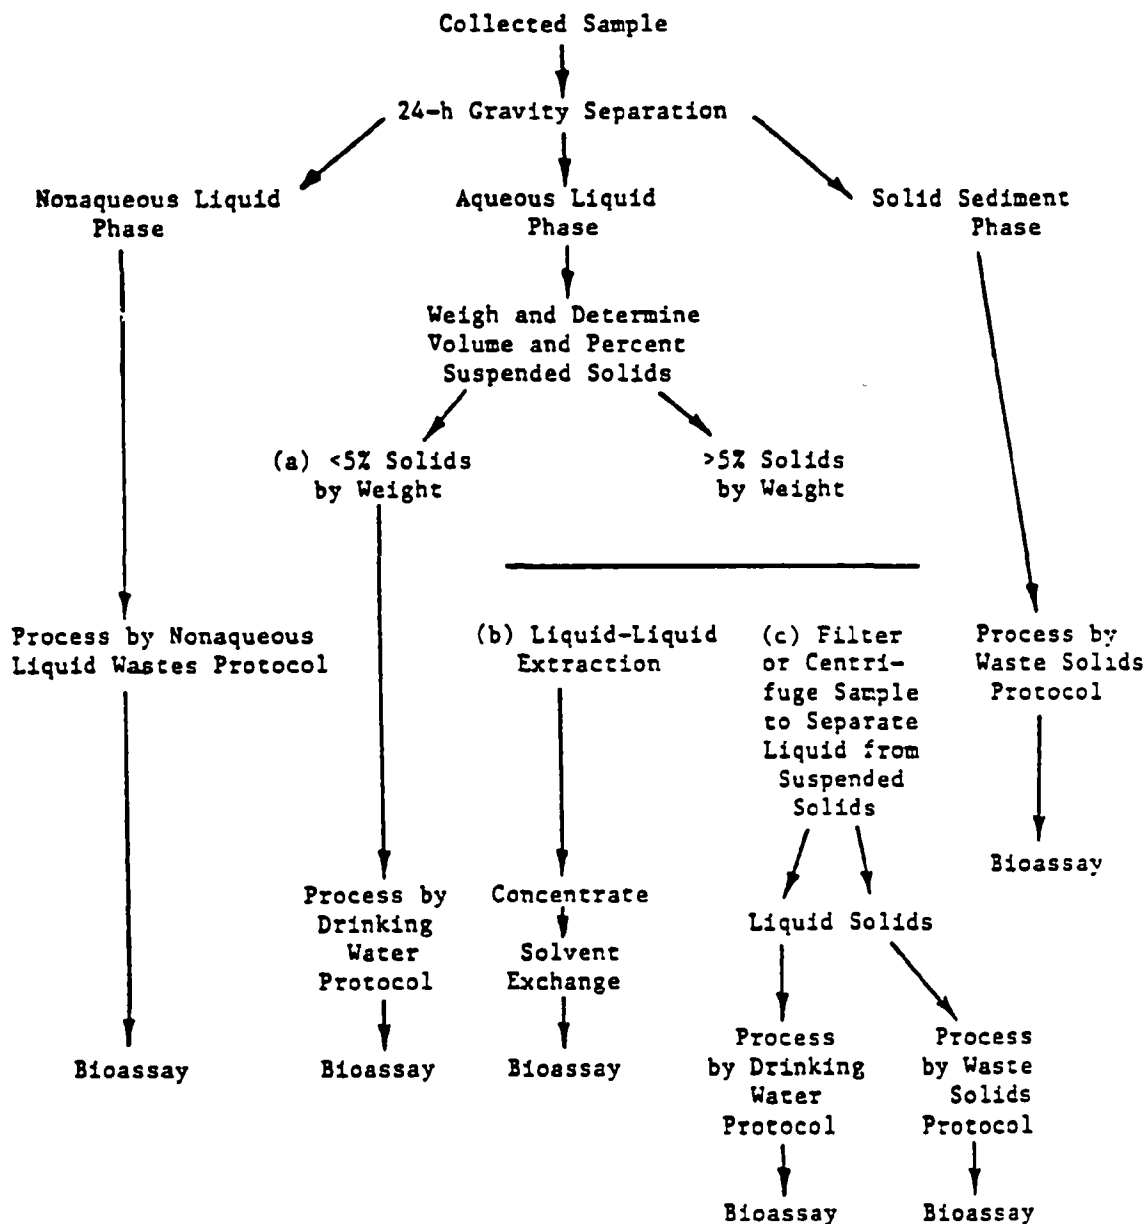 Collected Sample
24-h Gravity Separation
Nonaqueous Liquid
Phase
Aqueous Liquid
Phase
Solid Sediment
Phase
Weigh and Determine
Volume and Percent
Suspended Solids
(a) <5% Solids
by Weight
>5% Solids
by Weight
Process by Nonaqueous
Liquid Wastes Protocol
(b) Liquid-Liquid
Extraction
(c) Filter
or Centri-
fuge Sample
to Separate
Liquid from
Suspended
Solids
Process by
Waste Solids
Protocol
Bioassay
Process by
Drinking
Water
Protocol
Concentrate
Solvent
Exchange
Liquid Solids
Bioassay
Bioassay
Bioassay
Process
by Drinking
Water
Protocol
Process
by Waste
Solids
Protocol
Bioassay
Bioassay